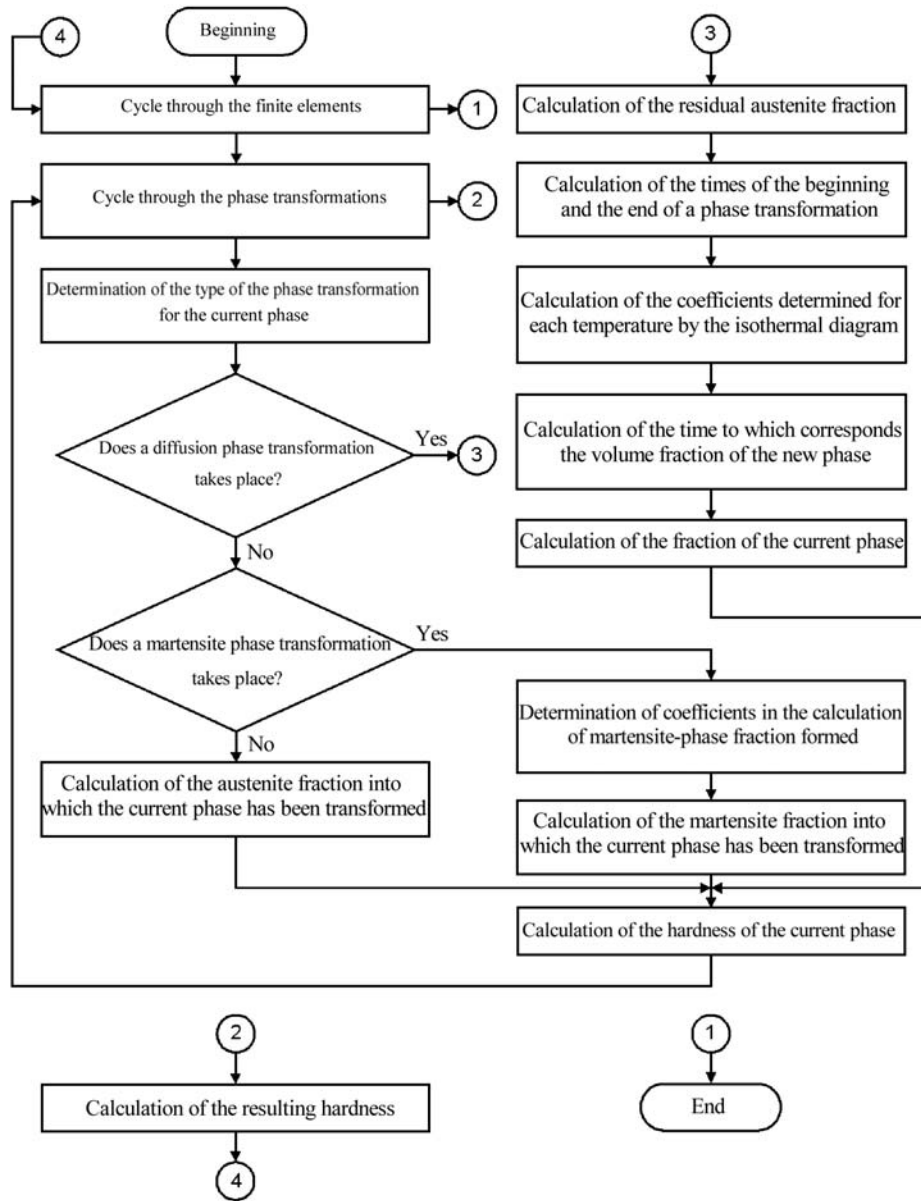 4
Beginning
Cycle through the finite elements
1
Cycle through the phase transformations
2
Determination of the type of the phase transformation
for the current phase
Does a diffusion phase transformation
takes place?
Yes
3
No
Does a martensite phase transformation
takes place?
Yes
No
Calculation of the austenite fraction into
which the current phase has been transformed
3
Calculation of the residual austenite fraction
Calculation of the times of the beginning
and the end of a phase transformation
Calculation of the coefficients determined for
each temperature by the isothermal diagram
Calculation of the time to which corresponds
the volume fraction of the new phase
Calculation of the fraction of the current phase
Determination of coefficients in the calculation
of martensite-phase fraction formed
Calculation of the martensite fraction into
which the current phase has been transformed
Calculation of the hardness of the current phase
2
Calculation of the resulting hardness
4
1
End